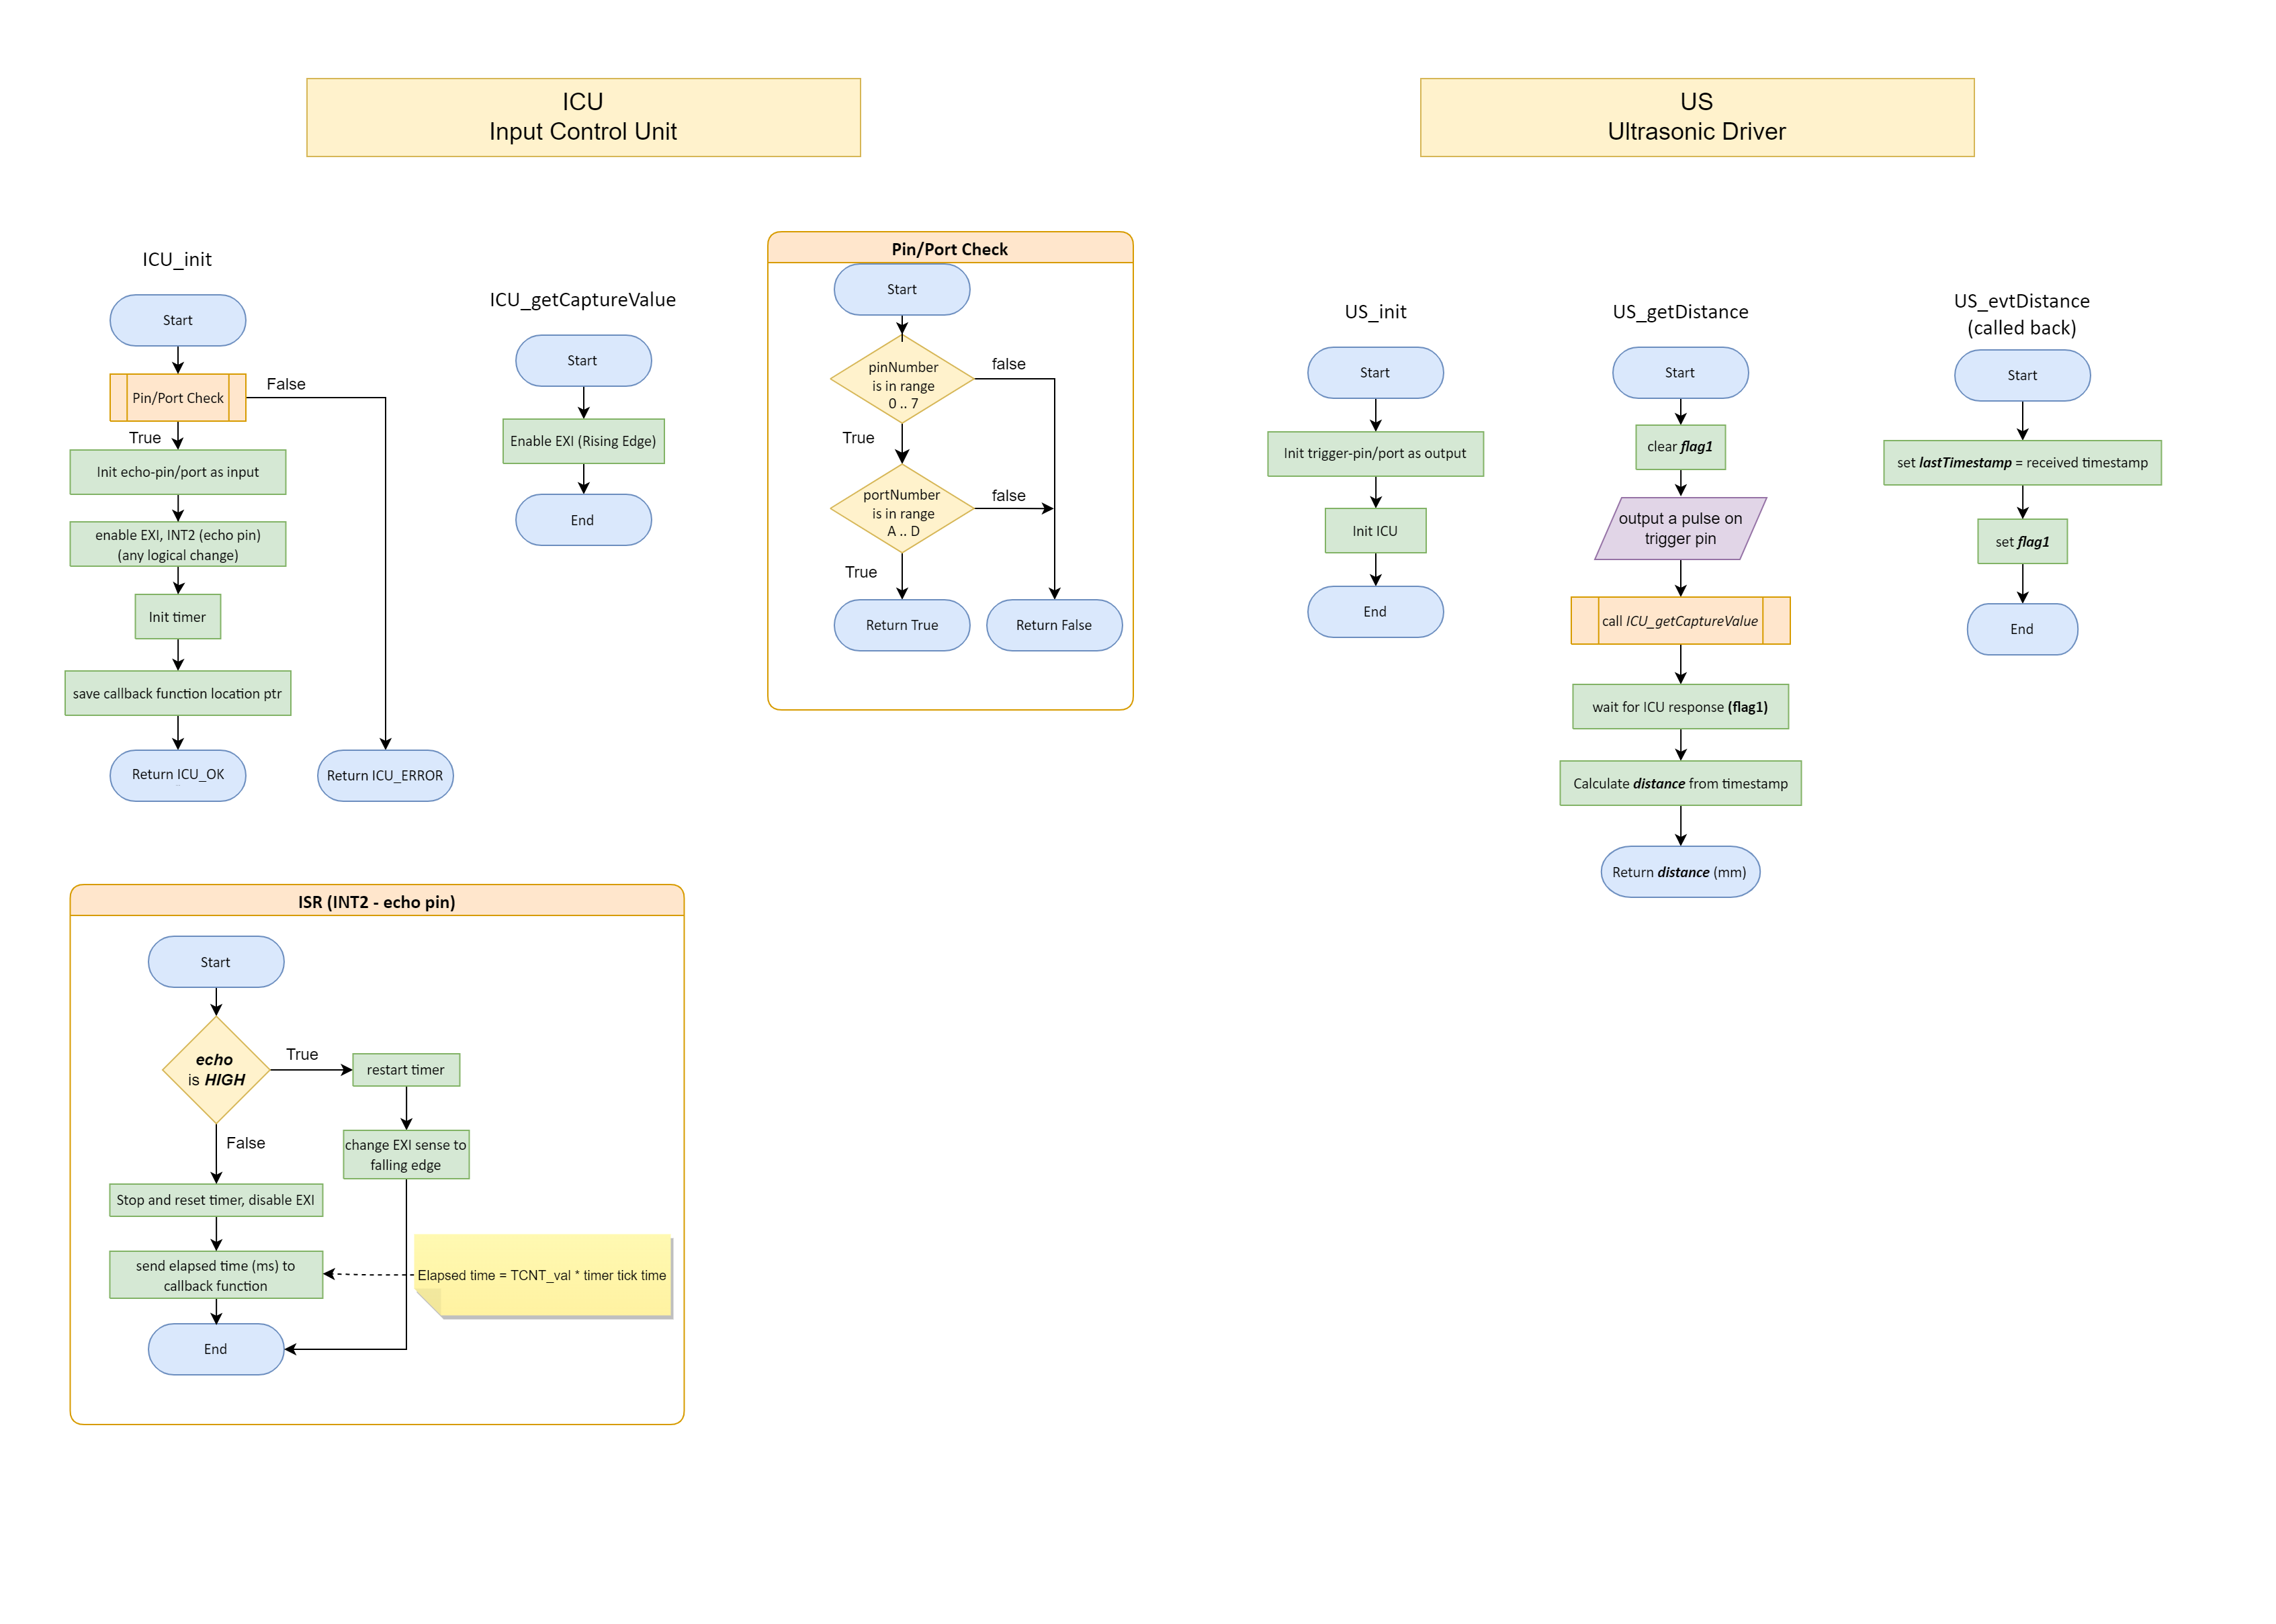 ICU
Input Control Unit
US
Ultrasonic Driver
ICU_init
Start
Pin/Port Check
False
True
Init echo-pin/port as input
enable EXI, INT2 (echo pin)
(any logical change)
Init timer
save callback function location ptr
Return ICU_OK
Return ICU_ERROR
ICU_getCaptureValue
Start
Enable EXI (Rising Edge)
End
Pin/Port Check
Start
pinNumber
is in range
0 .. 7
false
True
portNumber
is in range
A .. D
false
True
Return True
Return False
US_init
Start
Init trigger-pin/port as output
Init ICU
End
US_getDistance
Start
clear flag1
output a pulse on
trigger pin
call ICU_getCaptureValue
wait for ICU response (flag1)
Calculate distance from timestamp
Return distance (mm)
US_evtDistance
(called back)
Start
set lastTimestamp = received timestamp
set flag1
End
ISR (INT2 - echo pin)
Start
echo
is HIGH
True
restart timer
change EXI sense to
falling edge
False
Stop and reset timer, disable EXI
send elapsed time (ms) to
callback function
Elapsed time = TCNT_val * timer tick time
End